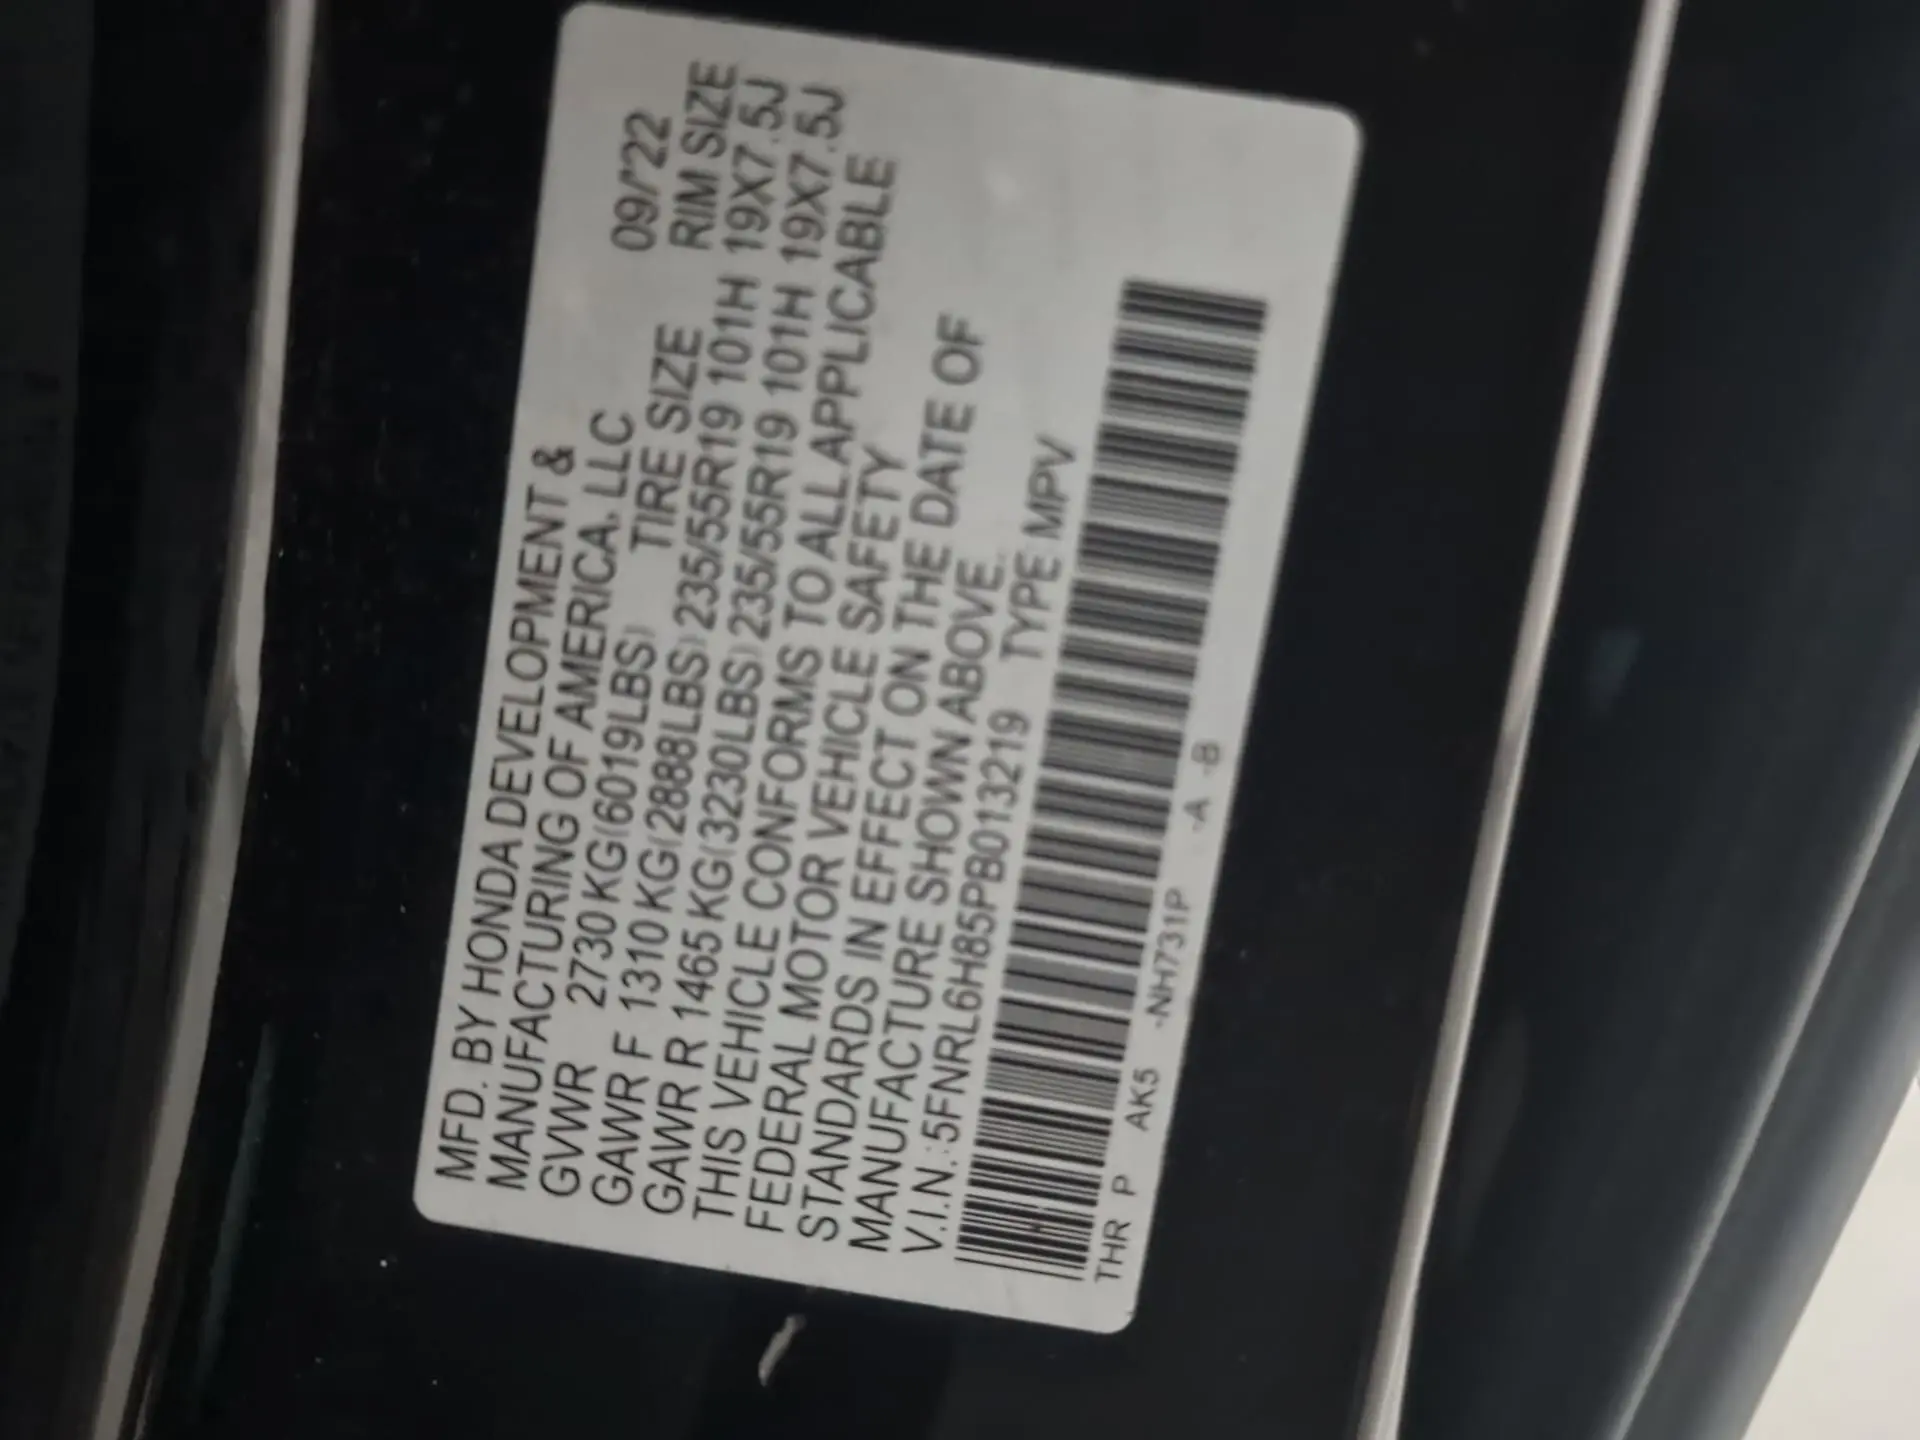 MFD. BY HONDA DEVELOPMENT &
MANUFACTURING OF AMERICA, LLC 09/'22
GVWR 2730 KG(6019LBS) TIRE SIZE RIM SIZE
GAWR F 1310 KG(2888LBS) 235/55R19 101H 19X7.5J
GAWR R 1465 KG(3230LBS) 235/55R19 101H 19X7.5J
THIS VEHICLE CONFORMS TO ALL APPLICABLE
FEDERAL MOTOR VEHICLE SAFETY
STANDARDS IN EFFECT ON THE DATE OF
MANUFACTURE SHOWN ABOVE.
V.I.N.:5FNRL6H85PB013219 TYPE MPV
THR P AK5 -NH731P -A -B